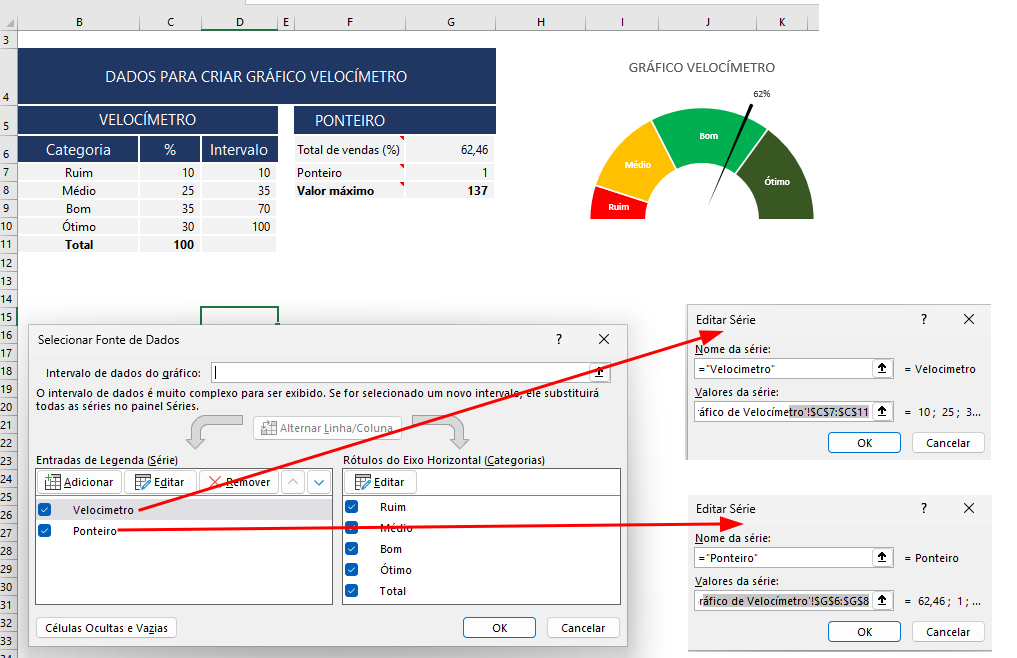 B C D E F G H I J K
3
4 DADOS PARA CRIAR GRÁFICO VELOCÍMETRO
5 VELOCÍMETRO PONTEIRO
6 Categoria % Intervalo Total de vendas (%) 62,46
7 Ruim 10 10 Ponteiro 1
8 Médio 25 35 Valor máximo 137
9 Bom 35 70
10 Ótimo 30 100
11 Total 100
12
13
14
15
16
17
18
19
20
21
22
23
24
25
26
27
28
29
30
31
32
33
GRÁFICO VELOCÍMETRO
62%
Bom
Médio
Ótimo
Ruim
Selecionar Fonte de Dados ?
Intervalo de dados do gráfico:
O intervalo de dados é muito complexo para ser exibido. Se for selecionado um novo intervalo, ele substituirá
todas as séries no painel Séries.
Alternar Linha/Coluna
Entradas de Legenda (Série)
Adicionar Editar Remover
Velocimetro
Ponteiro
Rótulos do Eixo Horizontal (Categorias)
Editar
Ruim
Médio
Bom
Ótimo
Total
Células Ocultas e Vazias OK Cancelar
Editar Série ?
Nome da série:
="Velocimetro" = Velocimetro
Valores da série:
ráfico de Velocímetro'!$C$7:$C$11 = 10 ; 25 ; 3...
OK Cancelar
Editar Série ?
Nome da série:
="Ponteiro" = Ponteiro
Valores da série:
ráfico de Velocímetro'!$G$6:$G$8 = 62,46 ; 1 ; ...
OK Cancelar